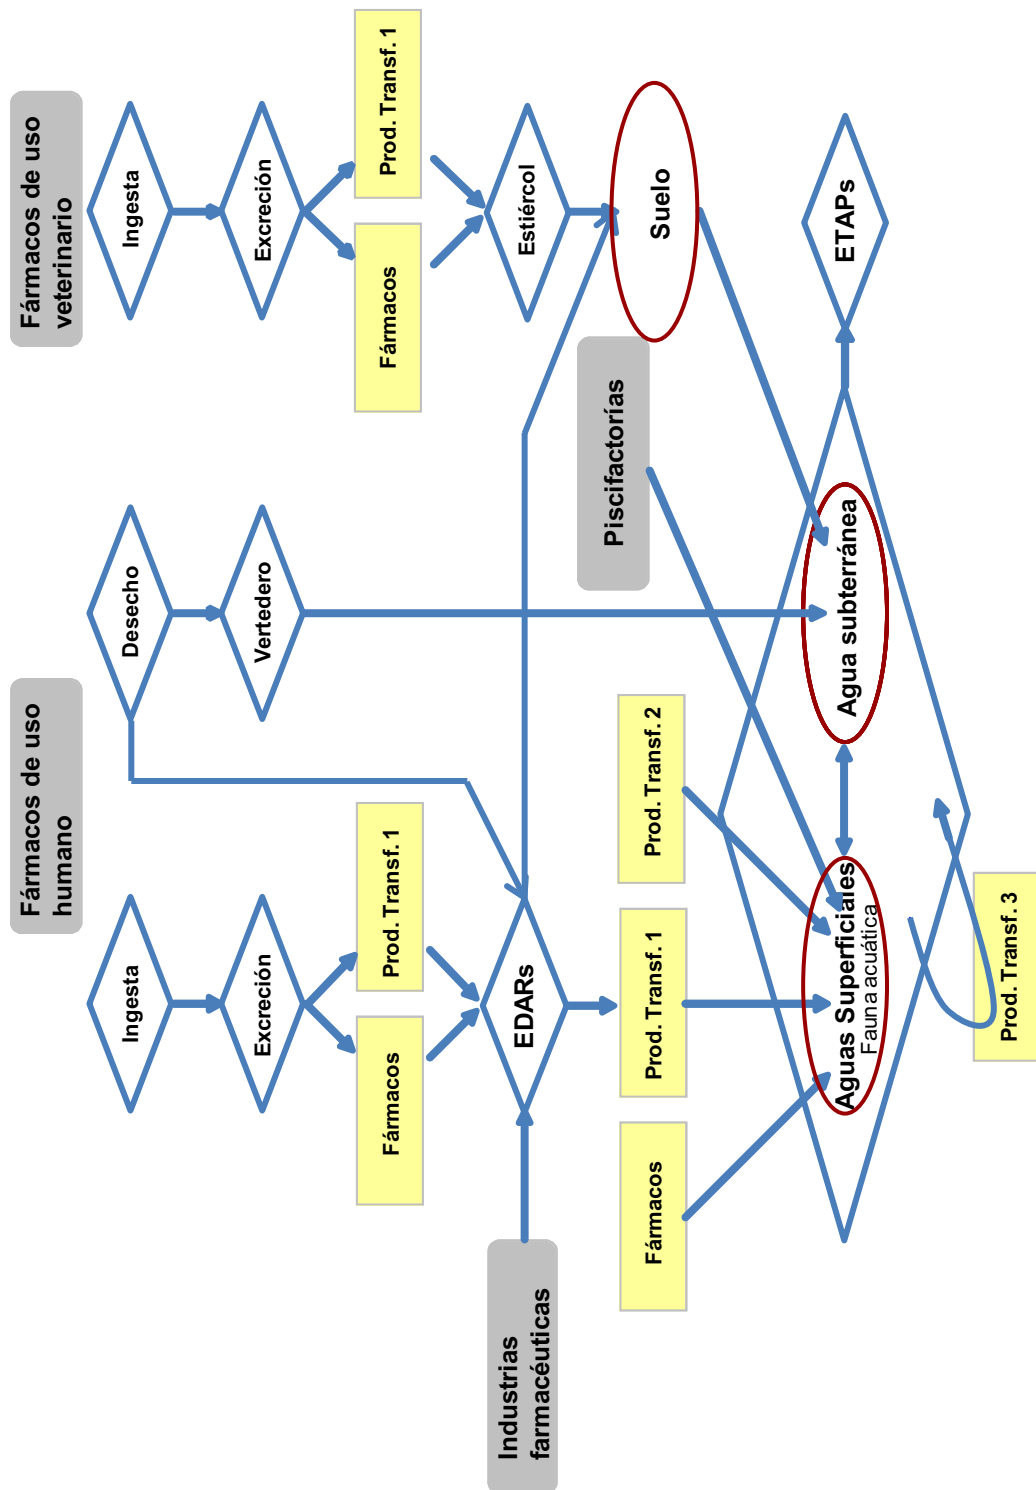 Fármacos de uso
humano
Fármacos de uso
veterinario
Ingesta
Desecho
Ingesta
Excreción
Vertedero
Excreción
Fármacos
Prod. Transf. 1
Fármacos
Prod. Transf. 1
Industrias
farmacéuticas
EDARs
Estiércol
Fármacos
Prod. Transf. 1
Prod. Transf. 2
Piscifactorías
Suelo
Aguas Superficiales
Fauna acuática
Agua subterránea
ETAPs
Prod. Transf. 3